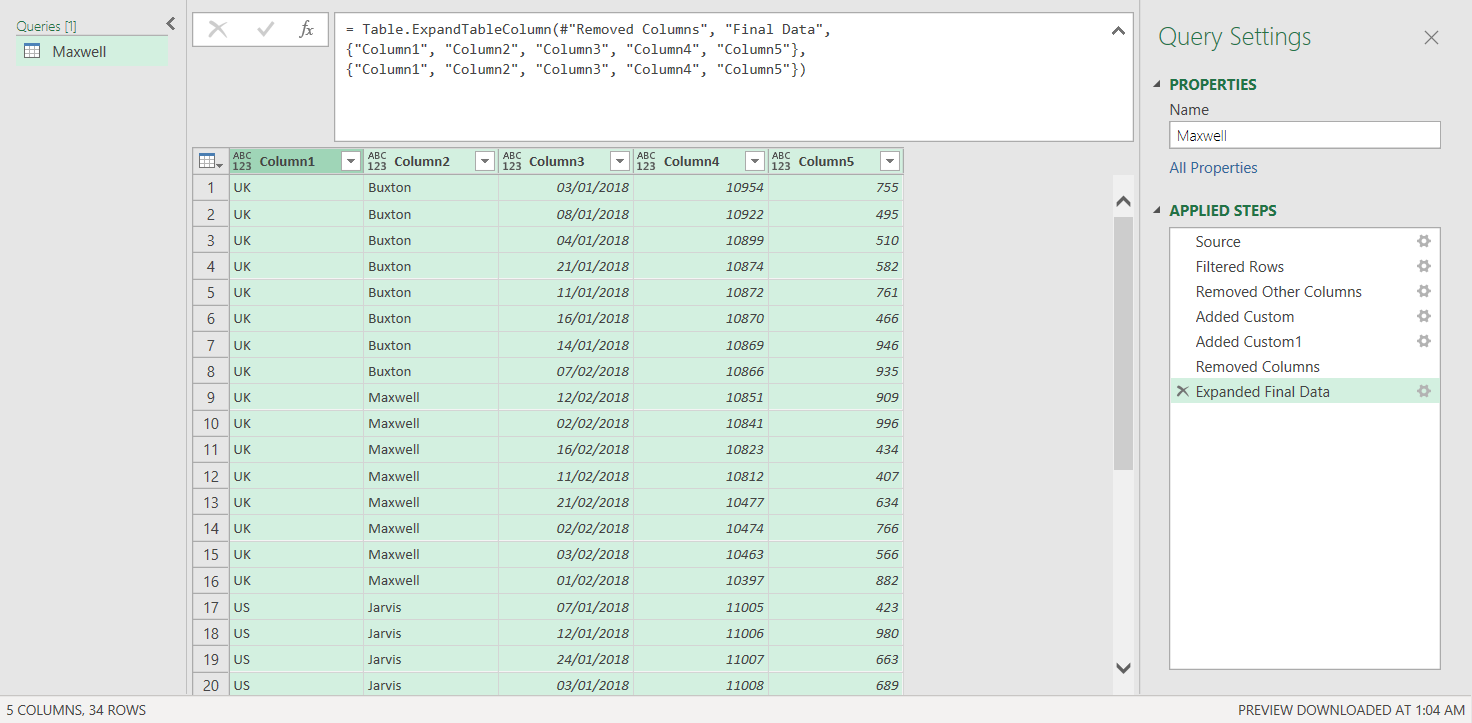 Queries [1]
Maxwell
fx
= Table.ExpandTableColumn(#"Removed Columns", "Final Data",
{"Column1", "Column2", "Column3", "Column4", "Column5"},
{"Column1", "Column2", "Column3", "Column4", "Column5"})
ABC 123 Column1 ABC 123 Column2 ABC 123 Column3 ABC 123 Column4 ABC 123 Column5
1 UK Buxton 03/01/2018 10954 755
2 UK Buxton 08/01/2018 10922 495
3 UK Buxton 04/01/2018 10899 510
4 UK Buxton 21/01/2018 10874 582
5 UK Buxton 11/01/2018 10872 761
6 UK Buxton 16/01/2018 10870 466
7 UK Buxton 14/01/2018 10869 946
8 UK Buxton 07/02/2018 10866 935
9 UK Maxwell 12/02/2018 10851 909
10 UK Maxwell 02/02/2018 10841 996
11 UK Maxwell 16/02/2018 10823 434
12 UK Maxwell 11/02/2018 10812 407
13 UK Maxwell 21/02/2018 10477 634
14 UK Maxwell 02/02/2018 10474 766
15 UK Maxwell 03/02/2018 10463 566
16 UK Maxwell 01/02/2018 10397 882
17 US Jarvis 07/01/2018 11005 423
18 US Jarvis 12/01/2018 11006 980
19 US Jarvis 24/01/2018 11007 663
20 US Jarvis 03/01/2018 11008 689
Query Settings
PROPERTIES
Name
Maxwell
All Properties
APPLIED STEPS
Source
Filtered Rows
Removed Other Columns
Added Custom
Added Custom1
Removed Columns
Expanded Final Data
5 COLUMNS, 34 ROWS
PREVIEW DOWNLOADED AT 1:04 AM